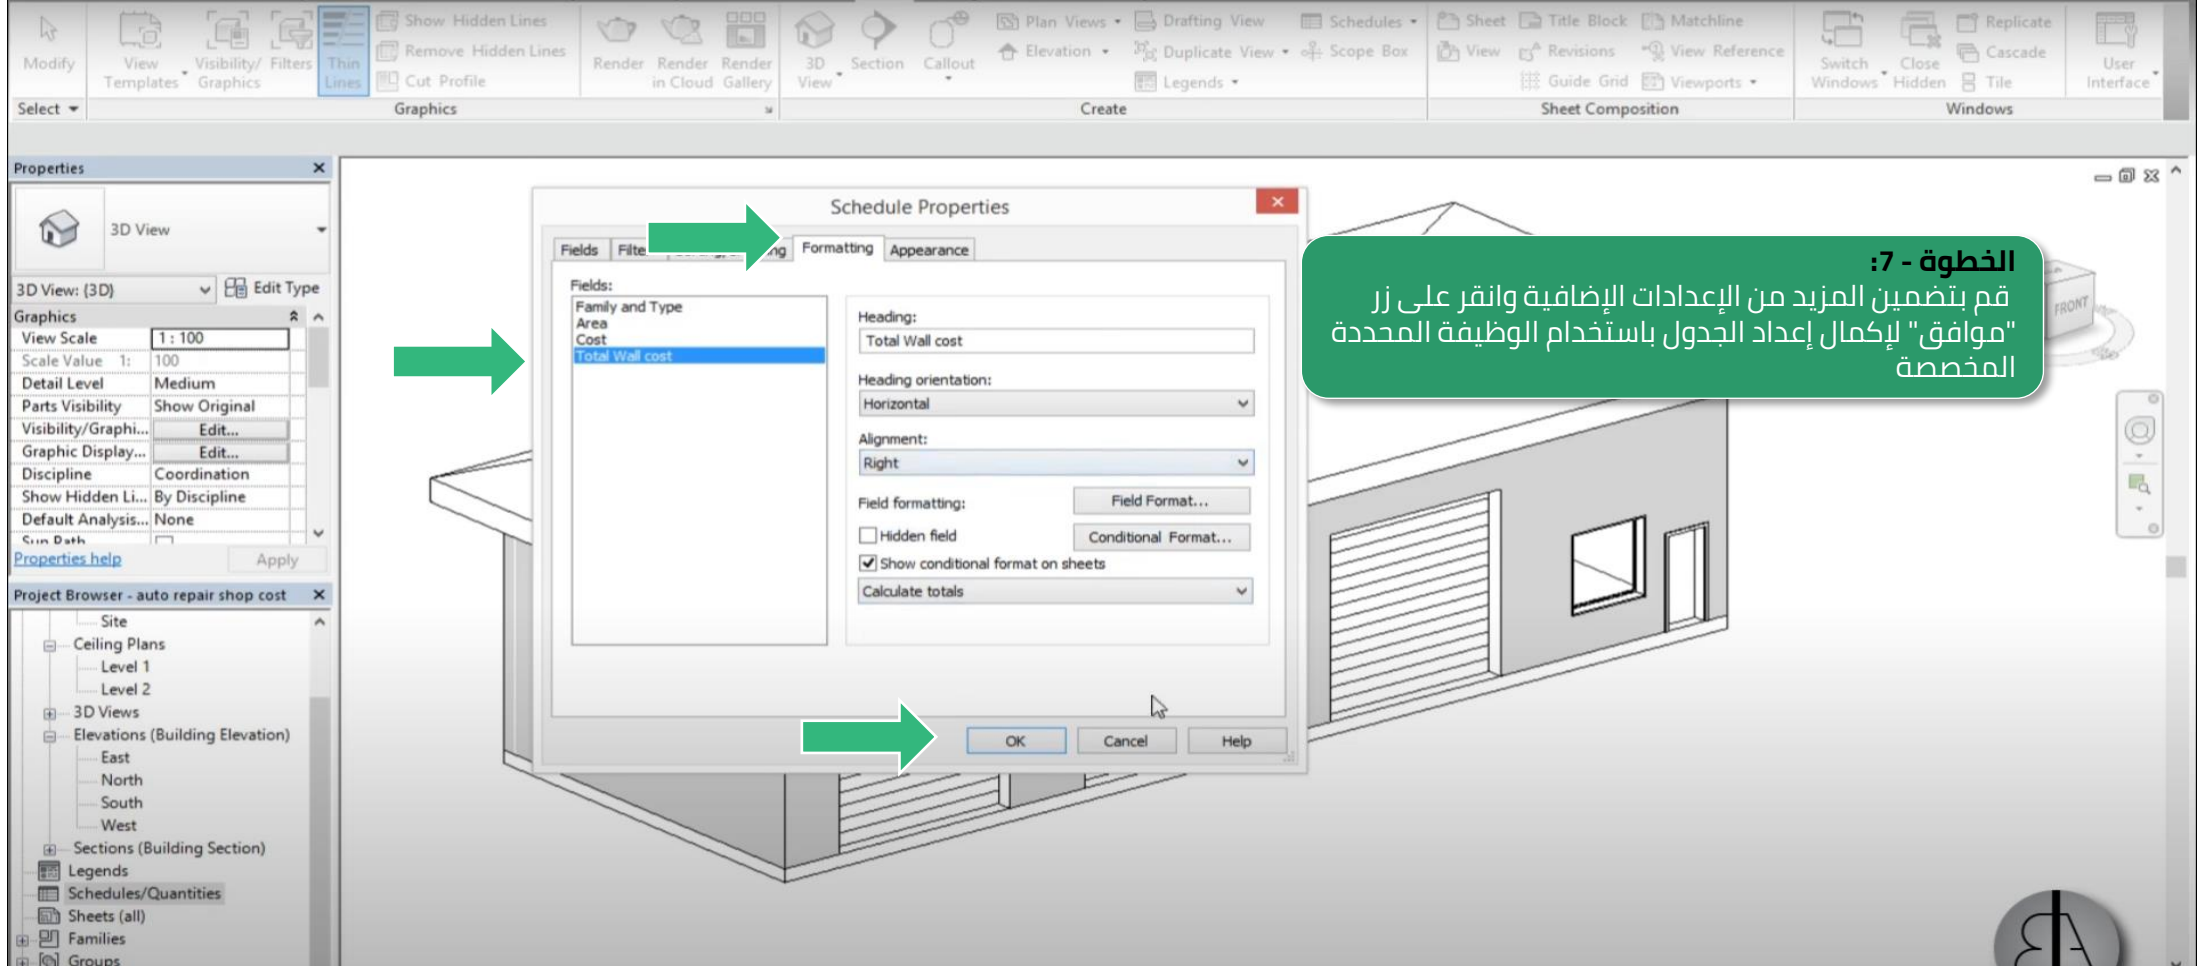 Modify
View
Templates
Visibility/
Graphics
Filters
Thin
Lines
Show Hidden Lines
Remove Hidden Lines
Cut Profile
Render
Render
in Cloud
Render
Gallery
3D
View
Section
Callout
Plan Views
Elevation
Drafting View
Duplicate View
Legends
Schedules
Scope Box
Sheet
Title Block
Matchline
View
Revisions
View Reference
Guide Grid
Viewports
Switch
Windows
Close
Hidden
Replicate
Cascade
Tile
User
Interface
Select
Graphics
Create
Sheet Composition
Windows
Properties
3D View
3D View: {3D}
Edit Type
Graphics
View Scale 1 : 100
Scale Value 1: 100
Detail Level Medium
Parts Visibility Show Original
Visibility/Graphi... Edit...
Graphic Display... Edit...
Discipline Coordination
Show Hidden Li... By Discipline
Default Analysis... None
Sun Path
Properties help
Apply
Project Browser - auto repair shop cost
Site
Ceiling Plans
Level 1
Level 2
3D Views
Elevations (Building Elevation)
East
North
South
West
Sections (Building Section)
Legends
Schedules/Quantities
Sheets (all)
Families
Groups
Schedule Properties
Fields
Formatting
Appearance
Fields:
Family and Type
Area
Cost
Total Wall cost
Heading:
Total Wall cost
Heading orientation:
Horizontal
Alignment:
Right
Field formatting:
Field Format...
Hidden field
Conditional Format...
Show conditional format on sheets
Calculate totals
OK
Cancel
Help
الخطوة - 7:
قم بتضمين المزيد من الإعدادات الإضافية وانقر على زر
"موافق" لإكمال إعداد الجدول باستخدام الوظيفة المحددة
المخصصة
FRONT